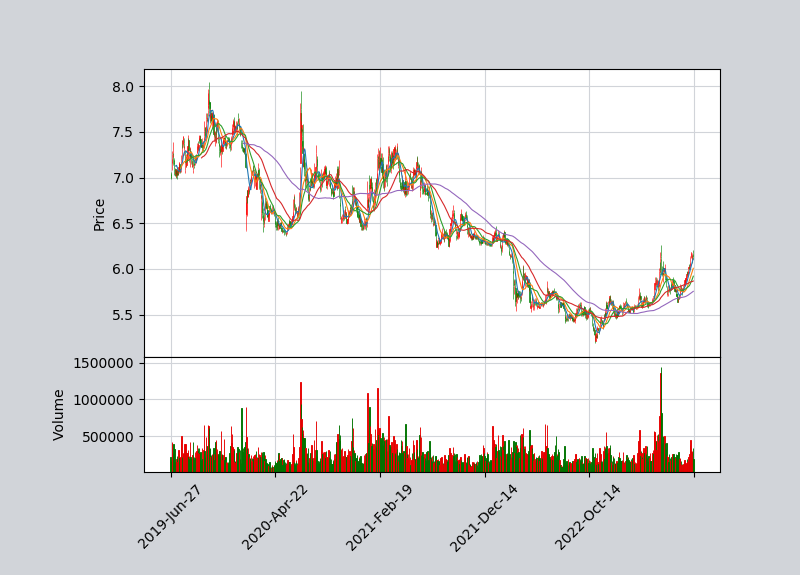 8.0
7.5
7.0
6.5
6.0
5.5
Price
1500000
1000000
500000
Volume
2019-Jun-27
2020-Apr-22
2021-Feb-19
2021-Dec-14
2022-Oct-14